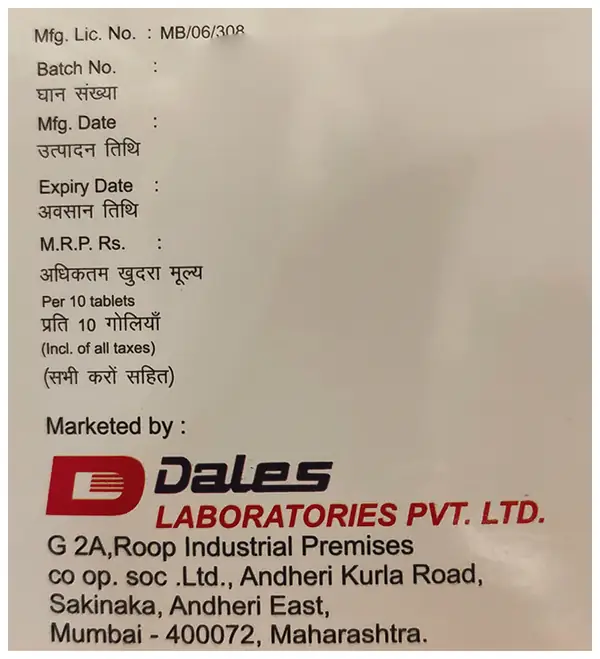 Mfg. Lic. No. : MB/06/308
Batch No. :
घान संख्या
Mfg. Date :
उत्पादन तिथि
Expiry Date :
अवसान तिथि
M.R.P. Rs. :
अधिकतम खुदरा मूल्य
Per 10 tablets
प्रति 10 गोलियाँ
(Incl. of all taxes)
(सभी करों सहित)
Marketed by :
Dales
LABORATORIES PVT. LTD.
G 2A,Roop Industrial Premises
co op. soc .Ltd., Andheri Kurla Road,
Sakinaka, Andheri East,
Mumbai - 400072, Maharashtra.